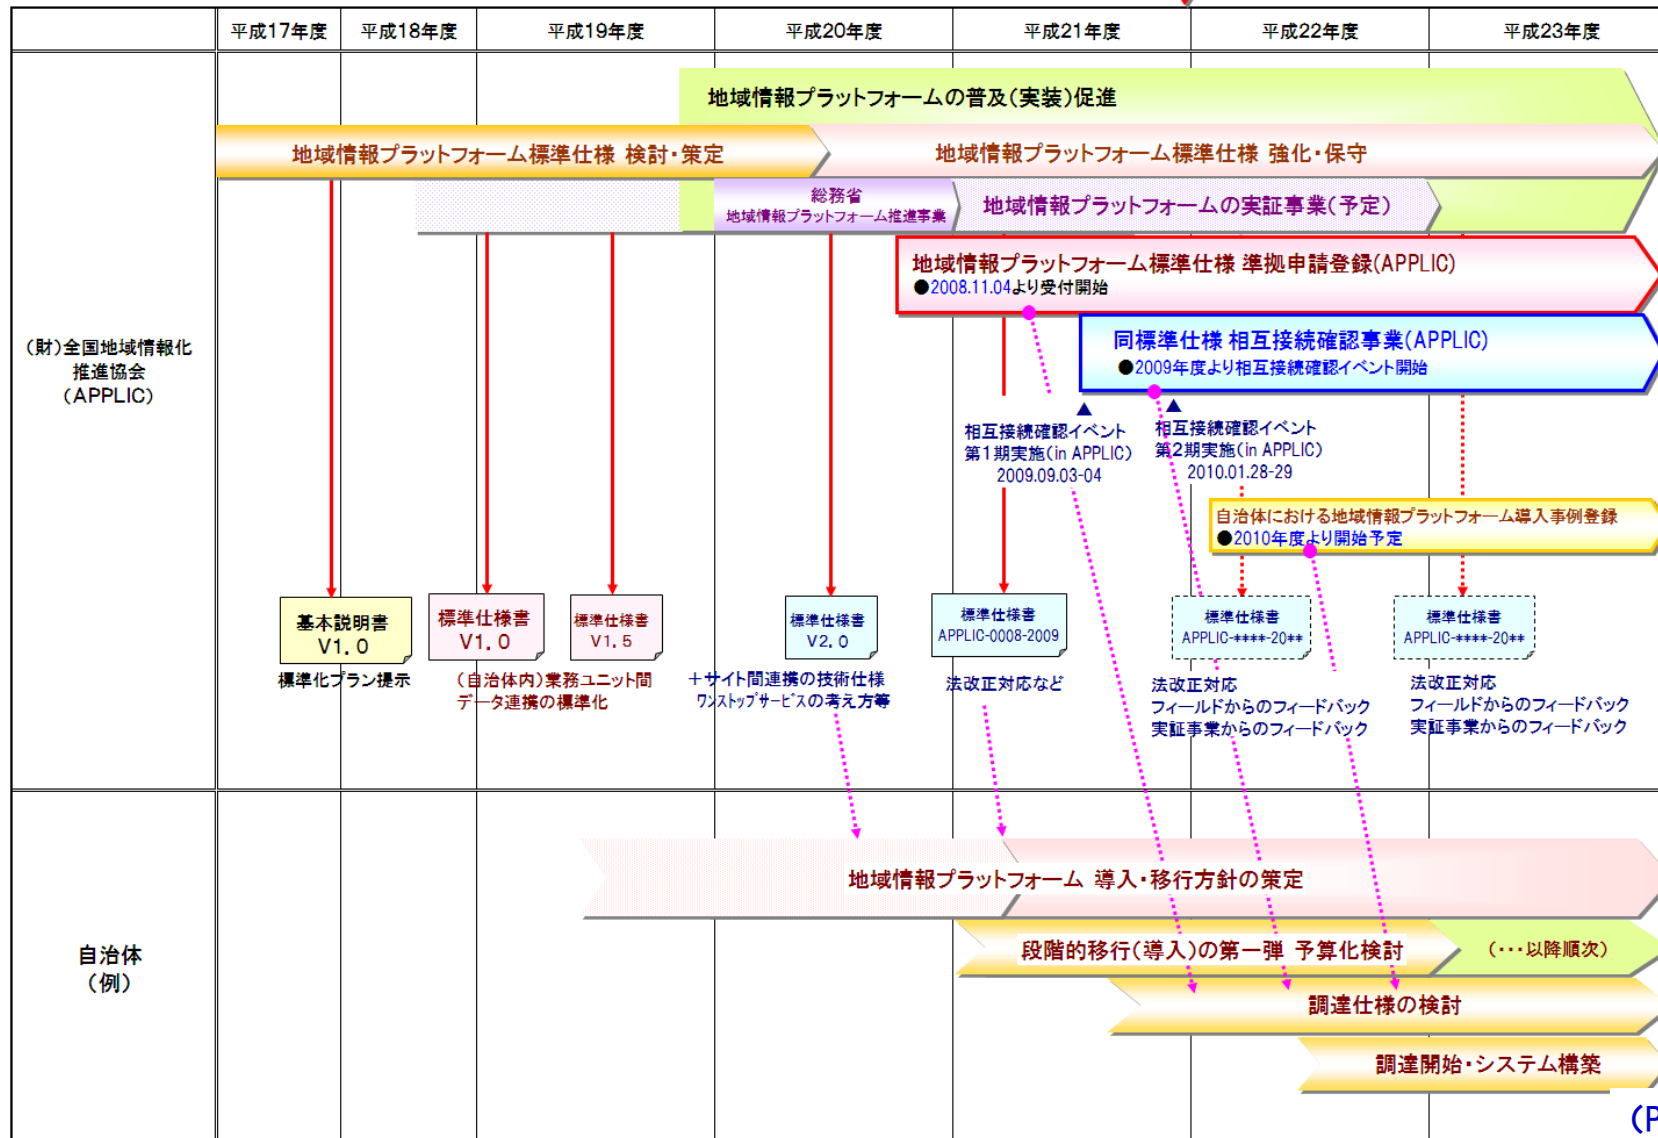 平成17年度
平成18年度
平成19年度
平成20年度
平成21年度
平成22年度
平成23年度
(財)全国地域情報化
推進協会
(APPLIC)
地域情報プラットフォームの普及(実装)促進
地域情報プラットフォーム標準仕様 検討・策定
地域情報プラットフォーム標準仕様 強化・保守
総務省
地域情報プラットフォーム推進事業
地域情報プラットフォームの実証事業(予定)
地域情報プラットフォーム標準仕様 準拠申請登録(APPLIC)
●2008.11.04より受付開始
同標準仕様 相互接続確認事業(APPLIC)
●2009年度より相互接続確認イベント開始
▲
相互接続確認イベント
第1期実施(in APPLIC)
2009.09.03-04
▲
相互接続確認イベント
第2期実施(in APPLIC)
2010.01.28-29
自治体における地域情報プラットフォーム導入事例登録
●2010年度より開始予定
基本説明書
V1.0
標準化プラン提示
標準仕様書
V1.0
標準仕様書
V1.5
(自治体内)業務ユニット間
データ連携の標準化
標準仕様書
V2.0
+サイト間連携の技術仕様
ワンストップサービスの考え方等
標準仕様書
APPLIC-0008-2009
法改正対応など
標準仕様書
APPLIC-****-20**
法改正対応
フィールドからのフィードバック
実証事業からのフィードバック
標準仕様書
APPLIC-****-20**
法改正対応
フィールドからのフィードバック
実証事業からのフィードバック
自治体
(例)
地域情報プラットフォーム 導入・移行方針の策定
段階的移行(導入)の第一弾 予算化検討
(・・・以降順次)
調達仕様の検討
調達開始・システム構築
(P